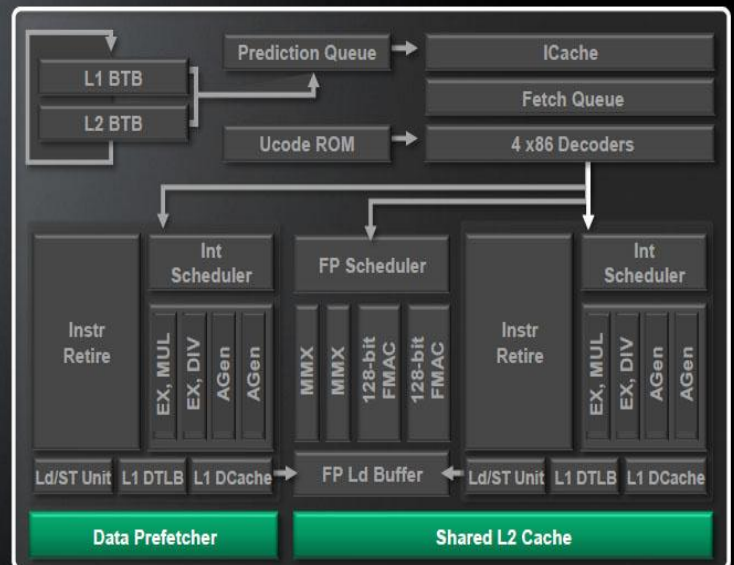 Prediction Queue
ICache
L1 BTB
Fetch Queue
L2 BTB
Ucode ROM
4 x86 Decoders
Instr
Retire
Int
Scheduler
EX, MUL
EX, DIV
AGen
AGen
Ld/ST Unit
L1 DTLB
L1 DCache
FP Scheduler
MMX
MMX
128-bit
FMAC
128-bit
FMAC
FP Ld Buffer
Instr
Retire
Int
Scheduler
EX, MUL
EX, DIV
AGen
AGen
Ld/ST Unit
L1 DTLB
L1 DCache
Data Prefetcher
Shared L2 Cache